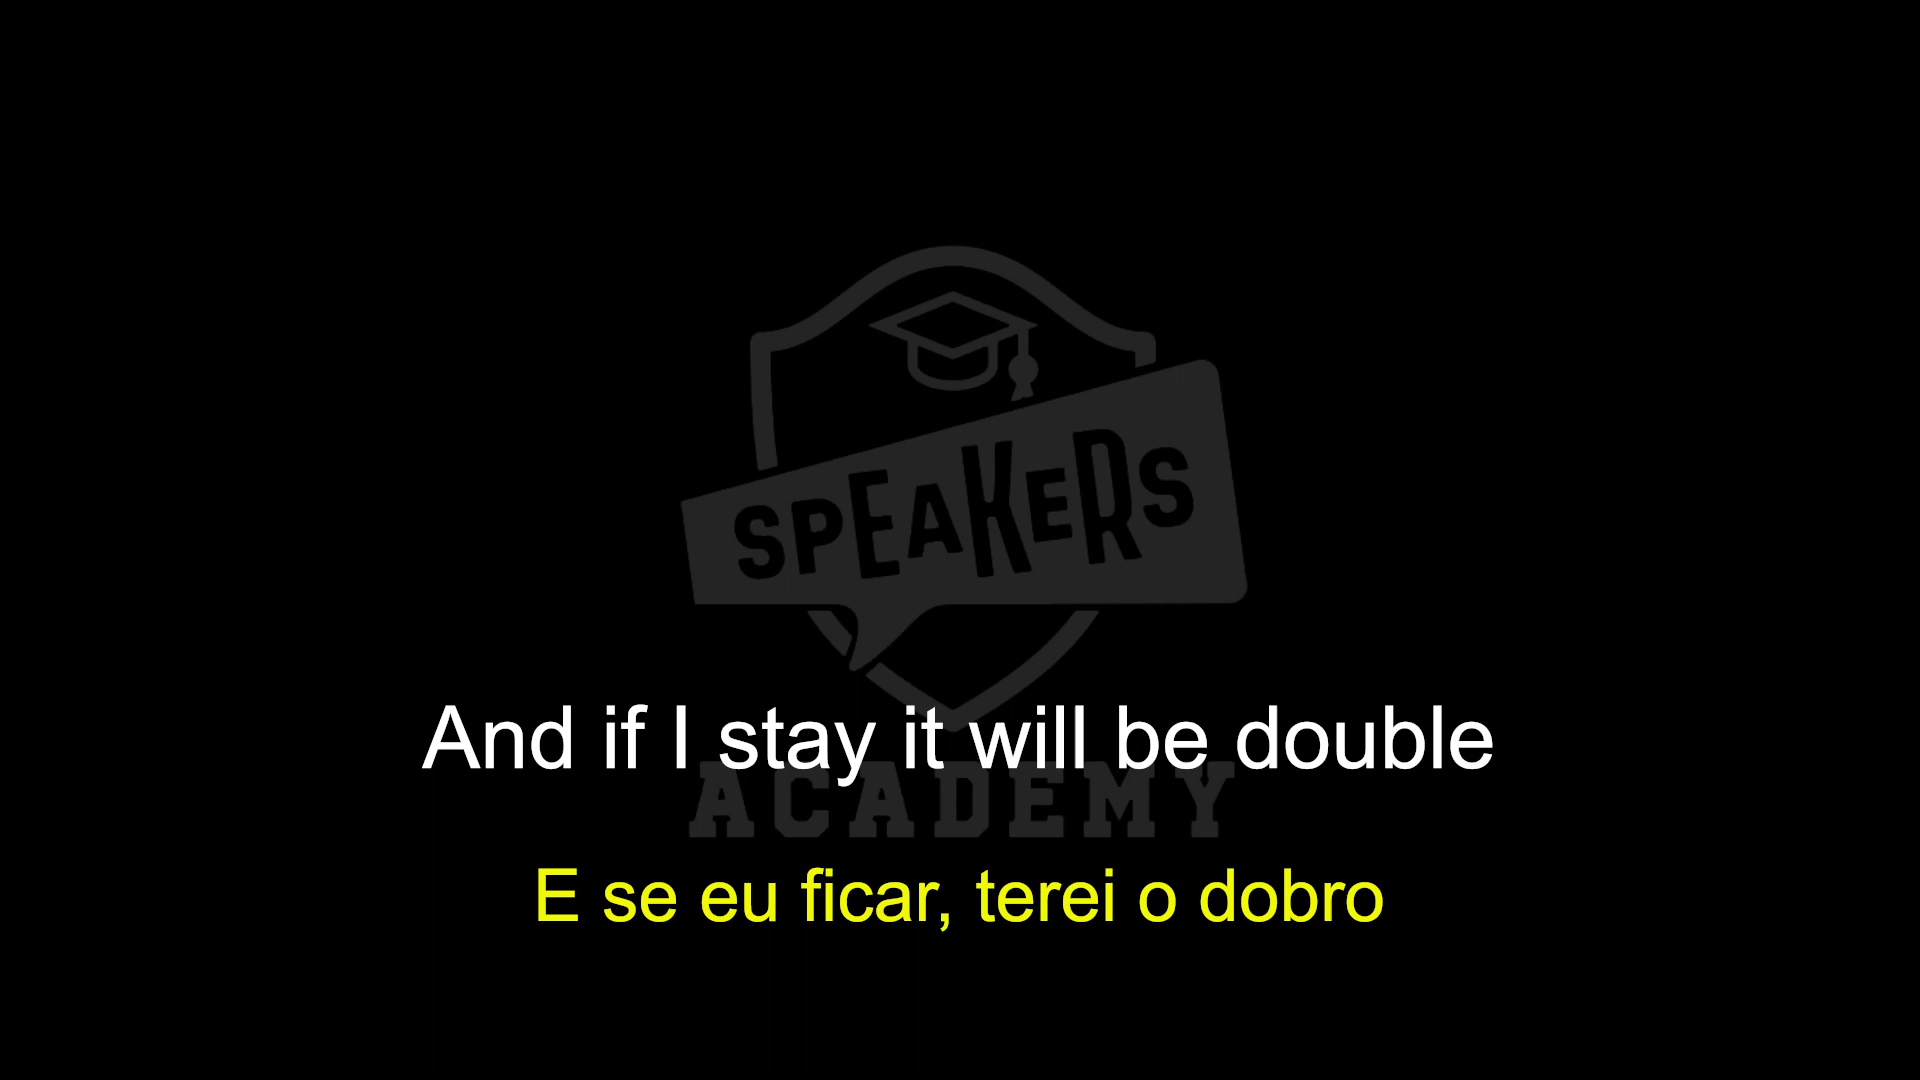 SPEAKERS
And if I stay it will be double
ACADEMY
E se eu ficar, terei o dobro